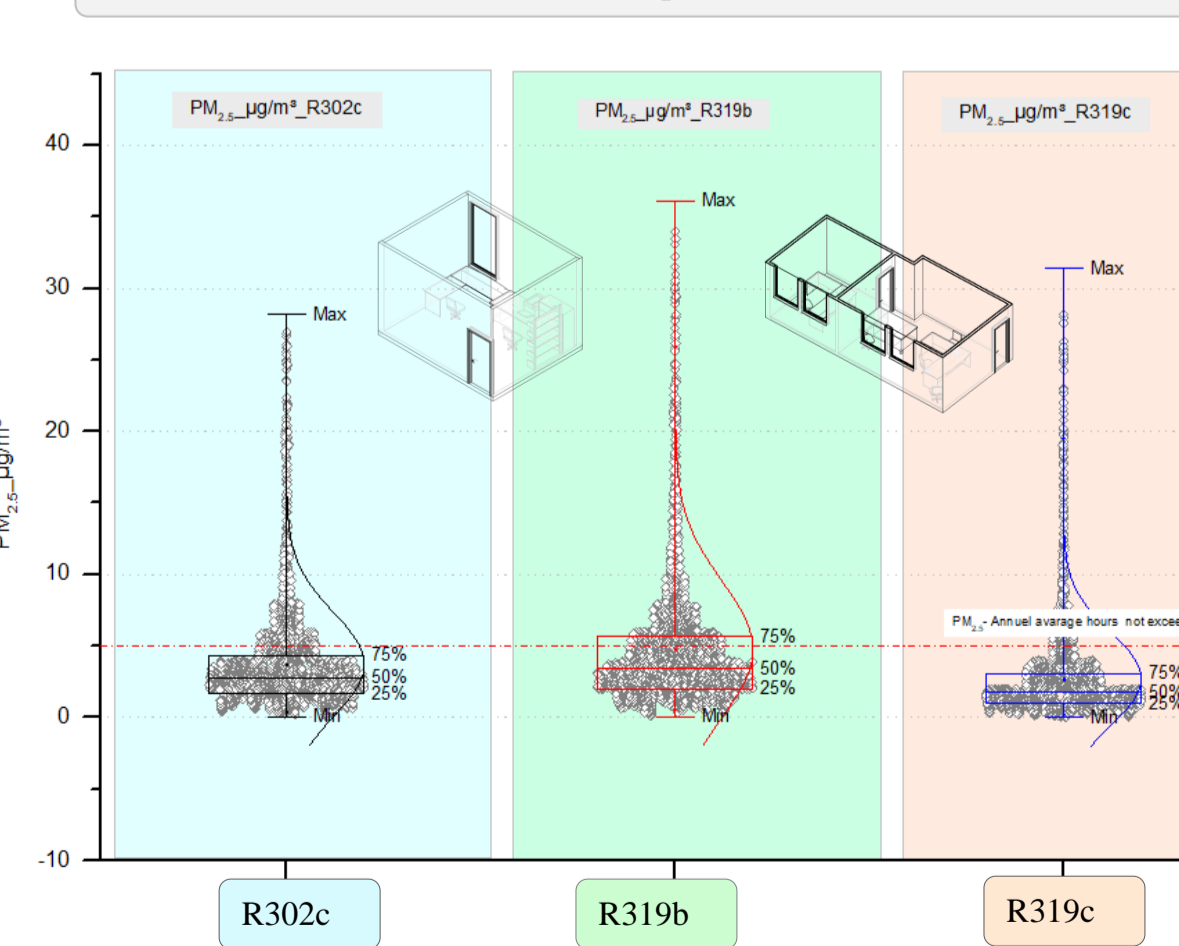 PM2.5_µg/m³_R302c
PM2.5_µg/m³_R319b
PM2.5_µg/m³_R319c
40
30
20
10
0
-10
PM2.5_µg/m³
Max
75%
50%
25%
Min
Max
75%
50%
25%
Min
Max
PM2.5- Annuel avarage hours not excee
75%
50%
25%
Min
R302c
R319b
R319c